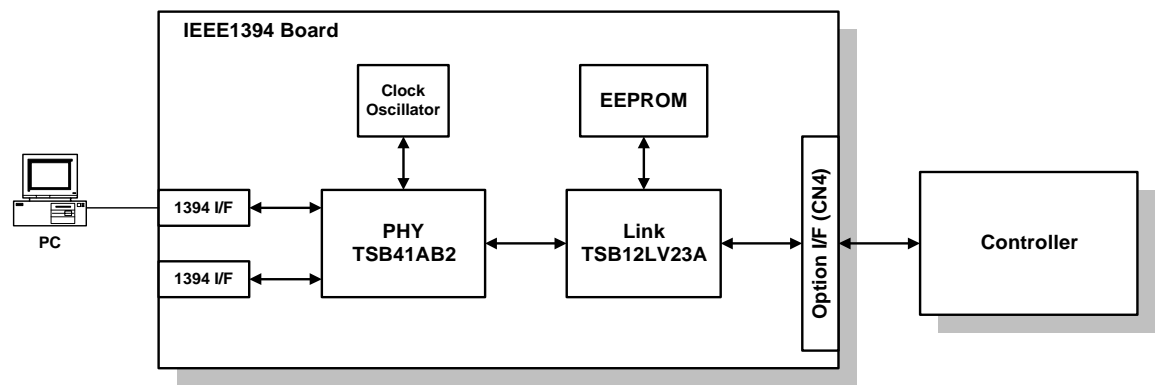 IEEE1394 Board
Clock
Oscillator
EEPROM
1394 I/F
PC
PHY
TSB41AB2
Link
TSB12LV23A
Option I/F (CN4)
Controller
1394 I/F